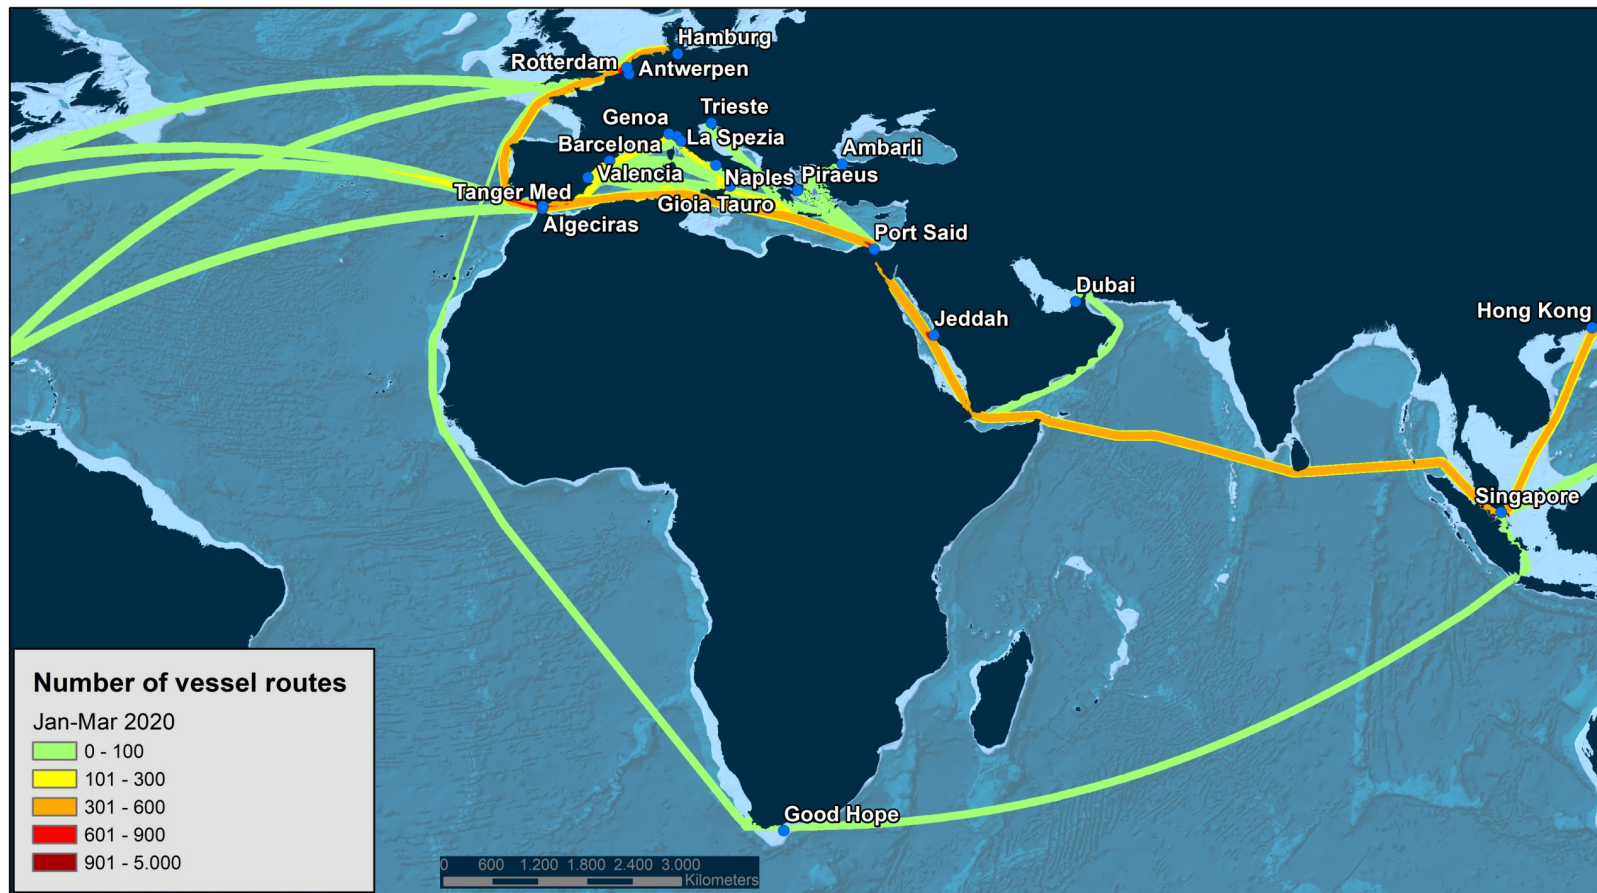 Hamburg
Rotterdam
Antwerpen
Trieste
Genoa
La Spezia
Barcelona
Ambarli
Valencia
Naples
Piraeus
Tanger Med
Gioia Tauro
Algeciras
Port Said
Dubai
Hong Kong
Jeddah
Singapore
Good Hope
Number of vessel routes
Jan-Mar 2020
0 - 100
101 - 300
301 - 600
601 - 900
901 - 5.000
0 600 1.200 1.800 2.400 3.000
Kilometers